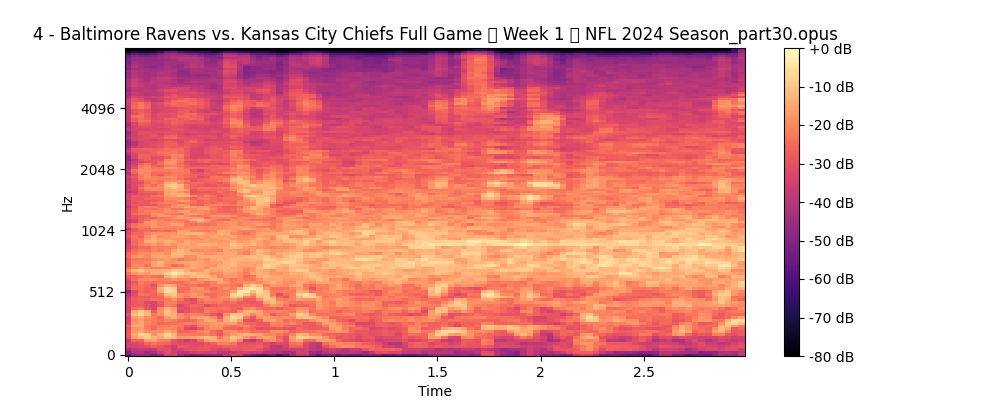 4 - Baltimore Ravens vs. Kansas City Chiefs Full Game ▯ Week 1 ▯ NFL 2024 Season_part30.opus
+0 dB
-10 dB
-20 dB
-30 dB
-40 dB
-50 dB
-60 dB
-70 dB
-80 dB
4096
2048
1024
512
0
Hz
0
0.5
1
1.5
2
2.5
Time